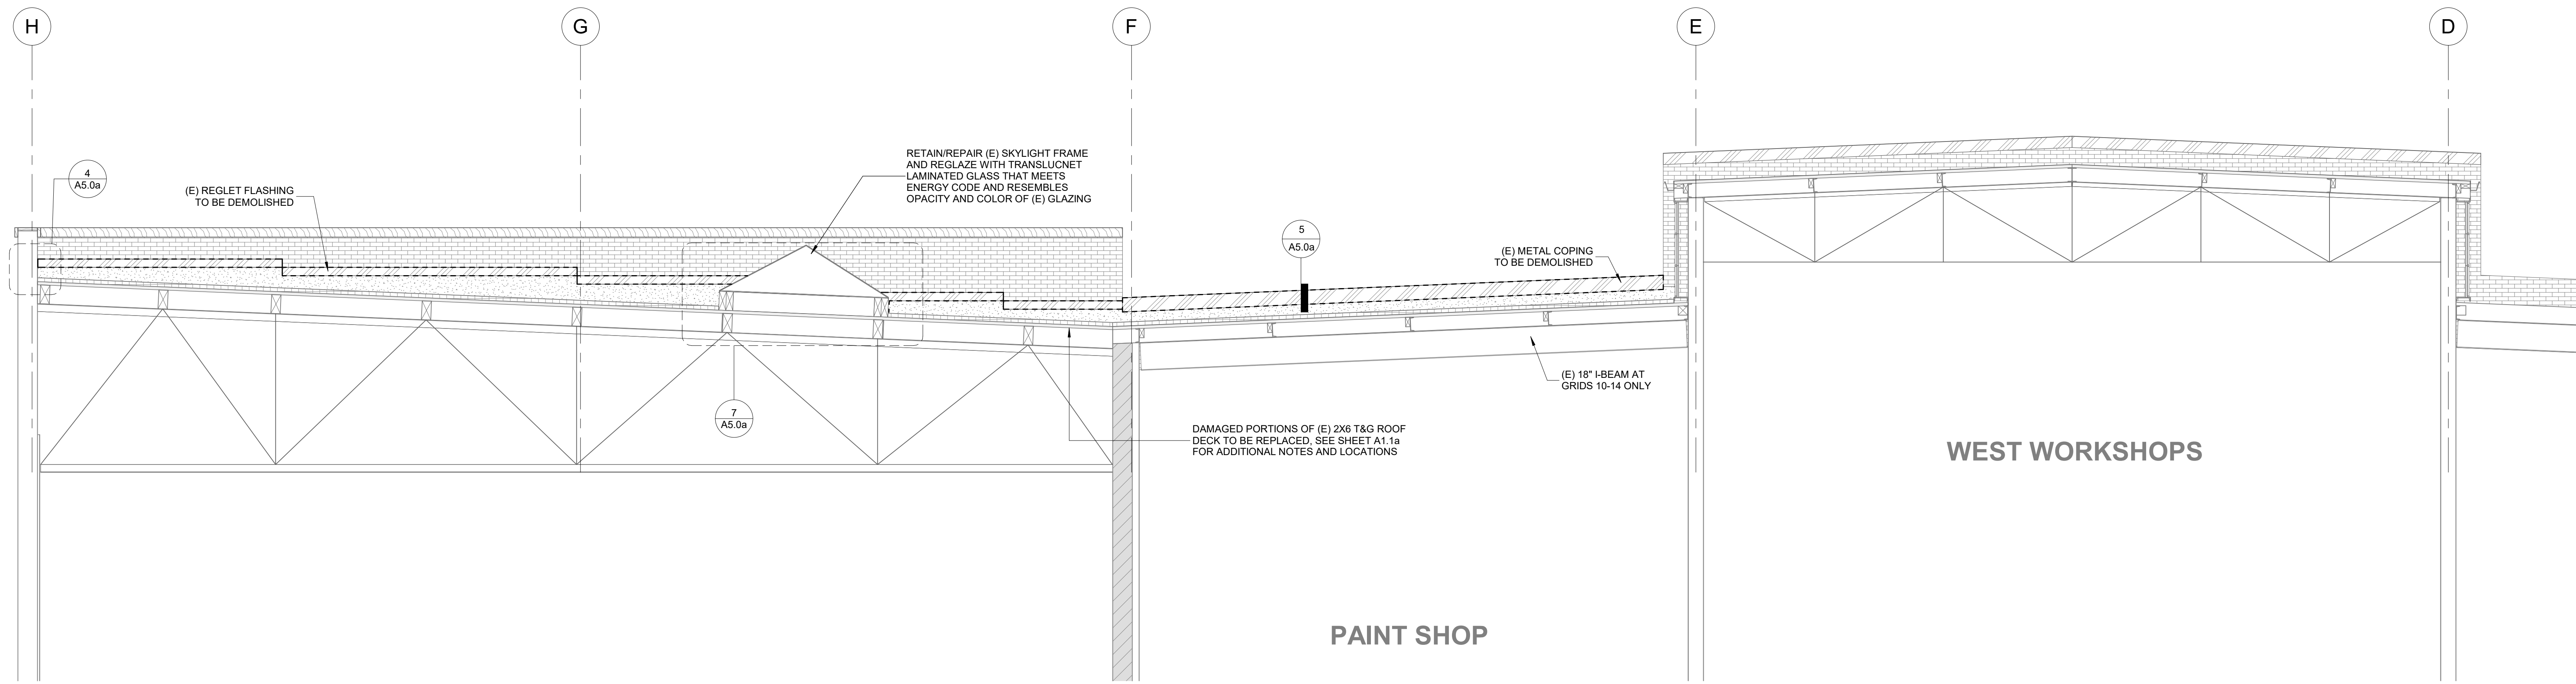 H
G
F
E
D
RETAIN/REPAIR (E) SKYLIGHT FRAME
AND REGLAZE WITH TRANSLUCNET
LAMINATED GLASS THAT MEETS
ENERGY CODE AND RESEMBLES
OPACITY AND COLOR OF (E) GLAZING
4
A5.0a
(E) REGLET FLASHING
TO BE DEMOLISHED
5
A5.0a
(E) METAL COPING
TO BE DEMOLISHED
(E) 18" I-BEAM AT
GRIDS 10-14 ONLY
7
A5.0a
DAMAGED PORTIONS OF (E) 2X6 T&G ROOF
DECK TO BE REPLACED, SEE SHEET A1.1a
FOR ADDITIONAL NOTES AND LOCATIONS
WEST WORKSHOPS
PAINT SHOP